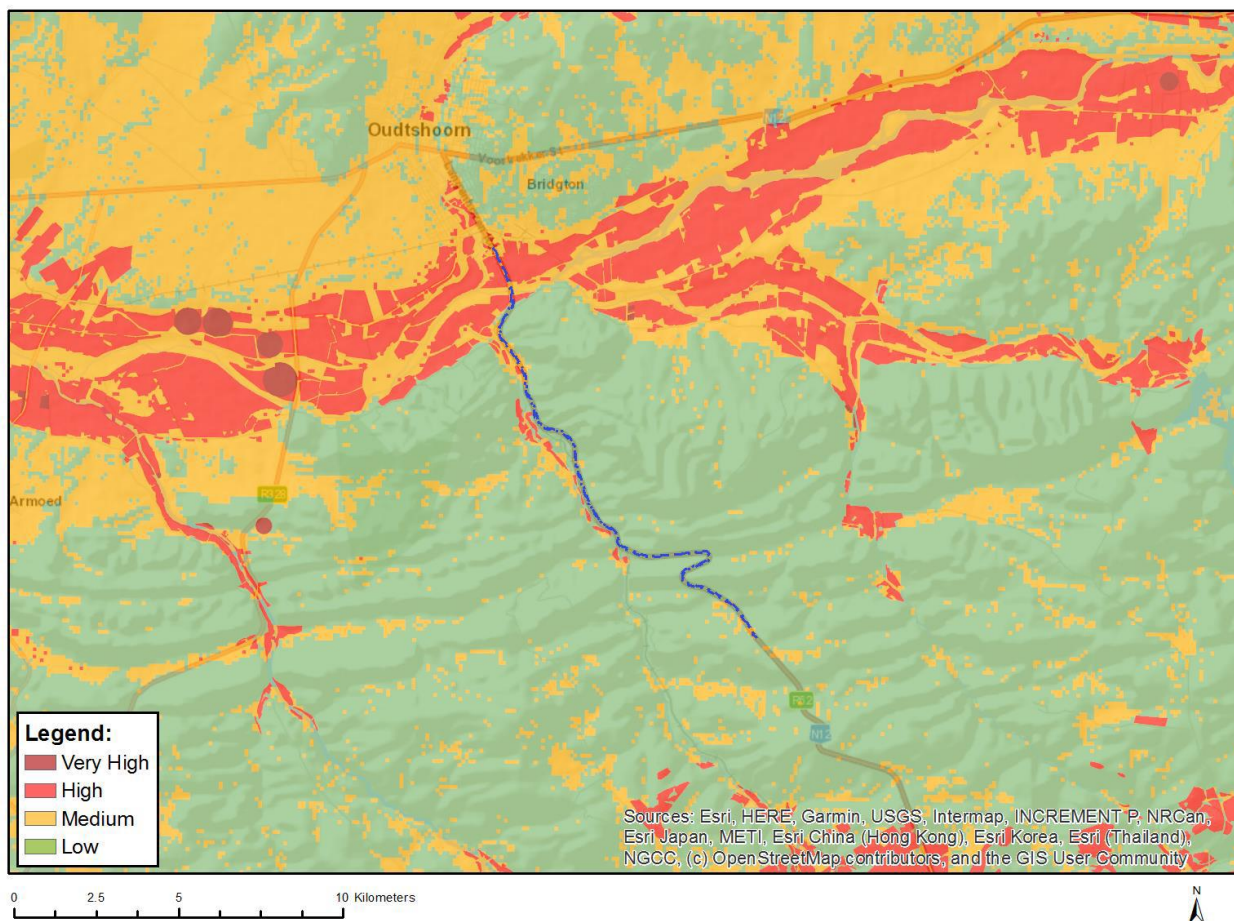 Oudtshoorn
Bridgton
N12
Armoed
R328
R62
N12
Legend:
Very High
High
Medium
Low
Sources: Esri, HERE, Garmin, USGS, Intermap, INCREMENT P, NRCan,
Esri Japan, METI, Esri China (Hong Kong), Esri Korea, Esri (Thailand),
NGCC, (c) OpenStreetMap contributors, and the GIS User Community
0 2.5 5 10 Kilometers
N